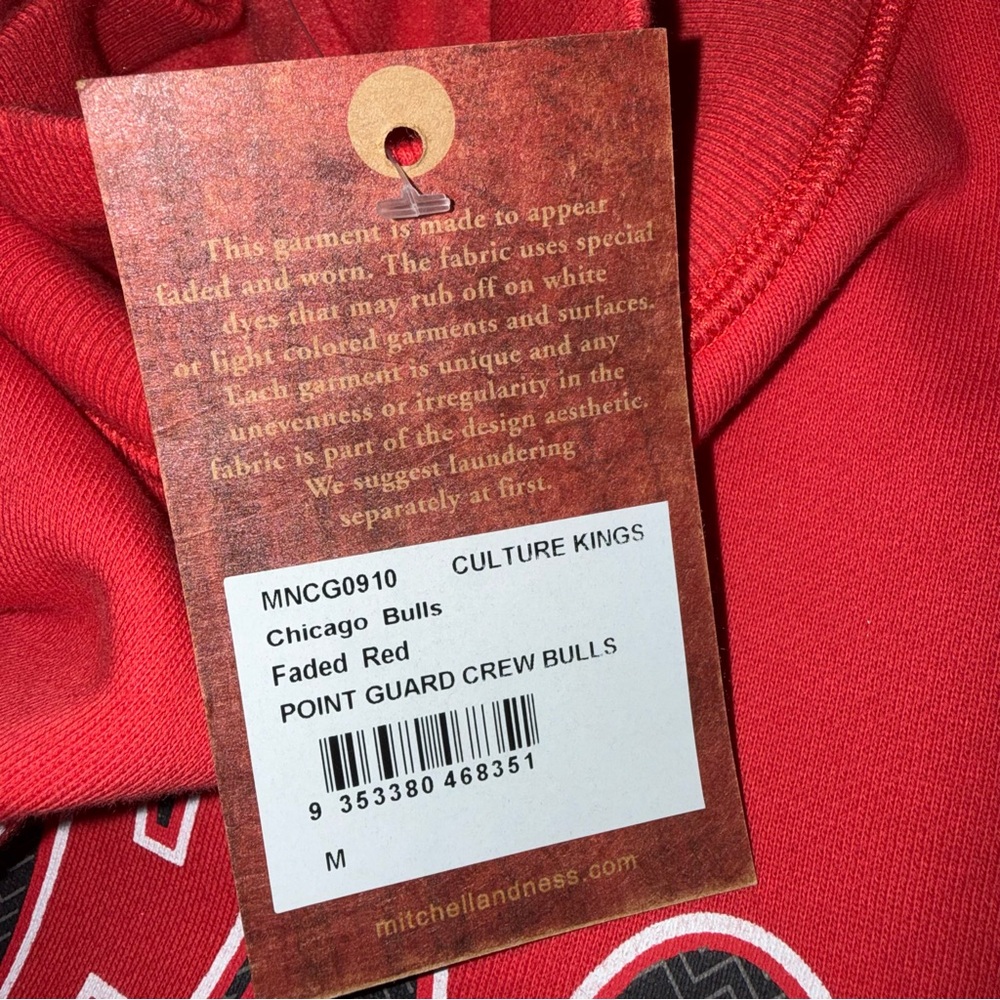 This garment is made to appear
faded and worn. The fabric uses special
dyes that may rub off on white
or light colored garments and surfaces.
Each garment is unique and any
unevenness or irregularity in the
fabric is part of the design aesthetic.
We suggest laundering
separately at first.
MNCG0910 CULTURE KINGS
Chicago Bulls
Faded Red
POINT GUARD CREW BULLS
9 353380 468351
M
mitchellandness.com